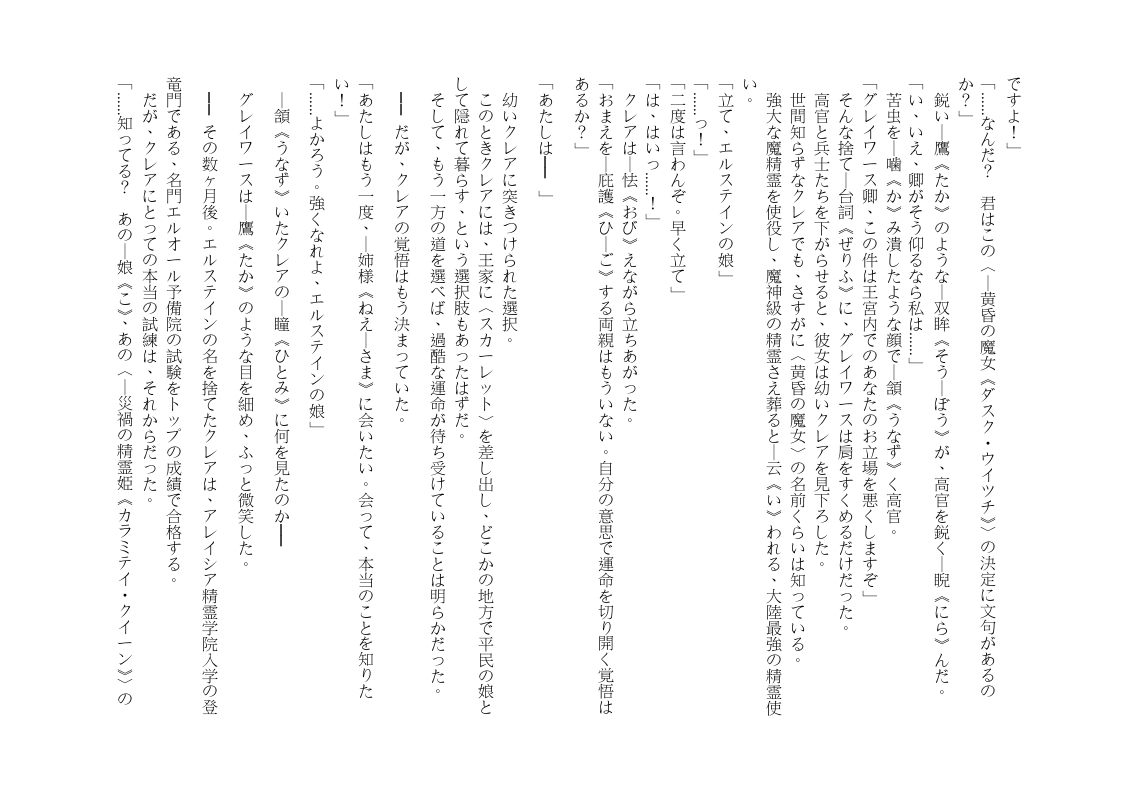 ですよ！」
「……なんだ？　君はこの〈―黄昏の魔女《ダスク・ウイツチ》〉の決定に文句があるの
か？」
　鋭い―鷹《たか》のような―双眸《そう―ぼう》が、高官を鋭く―睨《にら》んだ。
「い、いえ、卿がそう仰るなら私は……」
　苦虫を―噛《か》み潰したような顔で―頷《うなず》く高官。
「グレイワース卿、この件は王宮内でのあなたのお立場を悪くしますぞ」
　そんな捨て―台詞《ぜりふ》に、グレイワースは肩をすくめるだけだった。
　高官と兵士たちを下がらせると、彼女は幼いクレアを見下ろした。
　世間知らずなクレアでも、さすがに〈黄昏の魔女〉の名前くらいは知っている。
　強大な魔精霊を使役し、魔神級の精霊さえ葬ると―云《い》われる、大陸最強の精霊使
い。
「立て、エルステインの娘」
「……っ！」
「二度は言わんぞ。早く立て」
「は、はいっ……！」
　クレアは―怯《おび》えながら立ちあがった。
「おまえを―庇護《ひ―ご》する両親はもういない。自分の意思で運命を切り開く覚悟は
あるか？」
「あたしは━━」
　幼いクレアに突きつけられた選択。
　このときクレアには、王家に〈スカーレット〉を差し出し、どこかの地方で平民の娘と
して隠れて暮らす、という選択肢もあったはずだ。
　そして、もう一方の道を選べば、過酷な運命が待ち受けていることは明らかだった。
　━━だが、クレアの覚悟はもう決まっていた。
「あたしはもう一度、―姉様《ねえ―さま》に会いたい。会って、本当のことを知りた
い！」
「……よかろう。強くなれよ、エルステインの娘」
　―頷《うなず》いたクレアの―瞳《ひとみ》に何を見たのか━━
　グレイワースは―鷹《たか》のような目を細め、ふっと微笑した。
　━━その数ヶ月後。エルステインの名を捨てたクレアは、アレイシア精霊学院入学の登
竜門である、名門エルオール予備院の試験をトップの成績で合格する。
　だが、クレアにとっての本当の試練は、それからだった。
「……知ってる？　あの―娘《こ》、あの〈―災禍の精霊姫《カラミテイ・クイーン》〉の